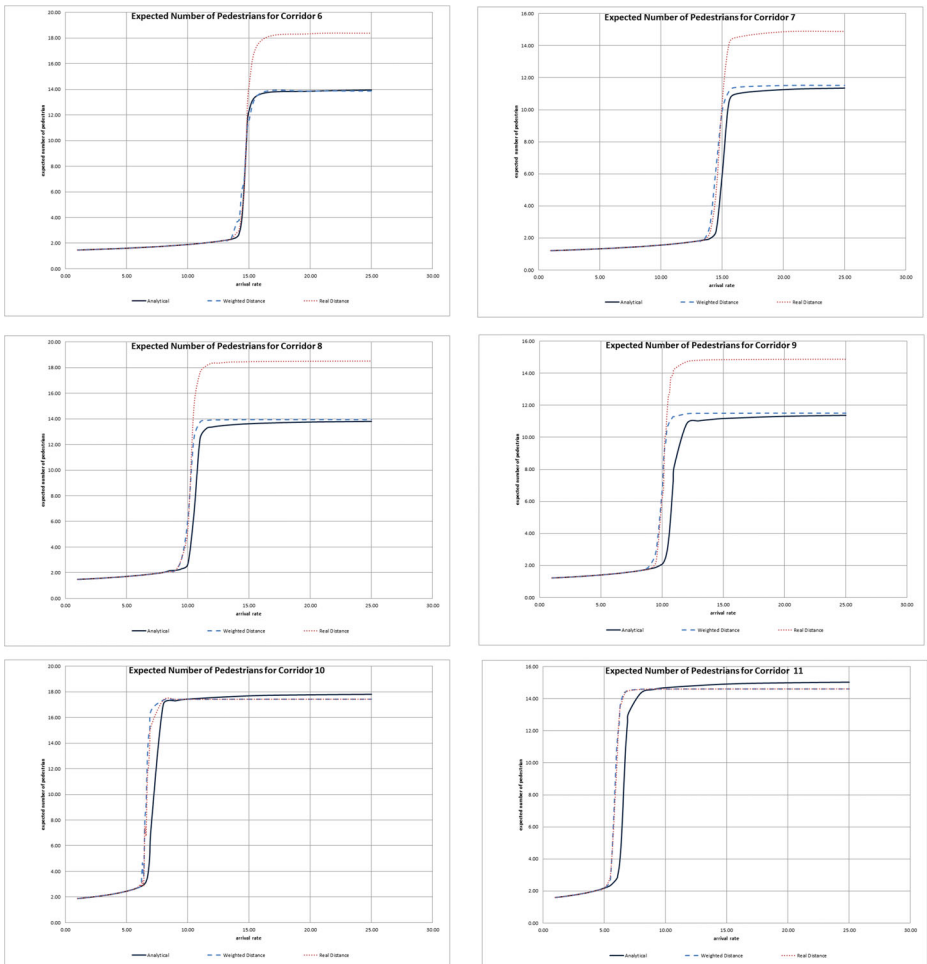 Expected Number of Pedestrians for Corridor 6
20.00
18.00
16.00
14.00
12.00
10.00
8.00
6.00
4.00
2.00
0.00
expected number of pedestrian
0.00 5.00 10.00 15.00 20.00 25.00 30.00
arrival rate
Analytical Weighted Distance Real Distance
Expected Number of Pedestrians for Corridor 7
16.00
14.00
12.00
10.00
8.00
6.00
4.00
2.00
0.00
expected number of pedestrian
0.00 5.00 10.00 15.00 20.00 25.00 30.00
arrival rate
Analytical Weighted Distance Real Distance
Expected Number of Pedestrians for Corridor 8
20.00
18.00
16.00
14.00
12.00
10.00
8.00
6.00
4.00
2.00
0.00
expected number of pedestrian
0.00 5.00 10.00 15.00 20.00 25.00 30.00
arrival rate
Analytical Weighted Distance Real Distance
Expected Number of Pedestrians for Corridor 9
16.00
14.00
12.00
10.00
8.00
6.00
4.00
2.00
0.00
expected number of pedestrian
0.00 5.00 10.00 15.00 20.00 25.00 30.00
arrival rate
Analytical Weighted Distance Real Distance
Expected Number of Pedestrians for Corridor 10
20.00
18.00
16.00
14.00
12.00
10.00
8.00
6.00
4.00
2.00
0.00
expected number of pedestrian
0.00 5.00 10.00 15.00 20.00 25.00 30.00
arrival rate
Analytical Weighted Distance Real Distance
Expected Number of Pedestrians for Corridor 11
16.00
14.00
12.00
10.00
8.00
6.00
4.00
2.00
0.00
expected number of pedestrian
0.00 5.00 10.00 15.00 20.00 25.00 30.00
arrival rate
Analytical Weighted Distance Real Distance